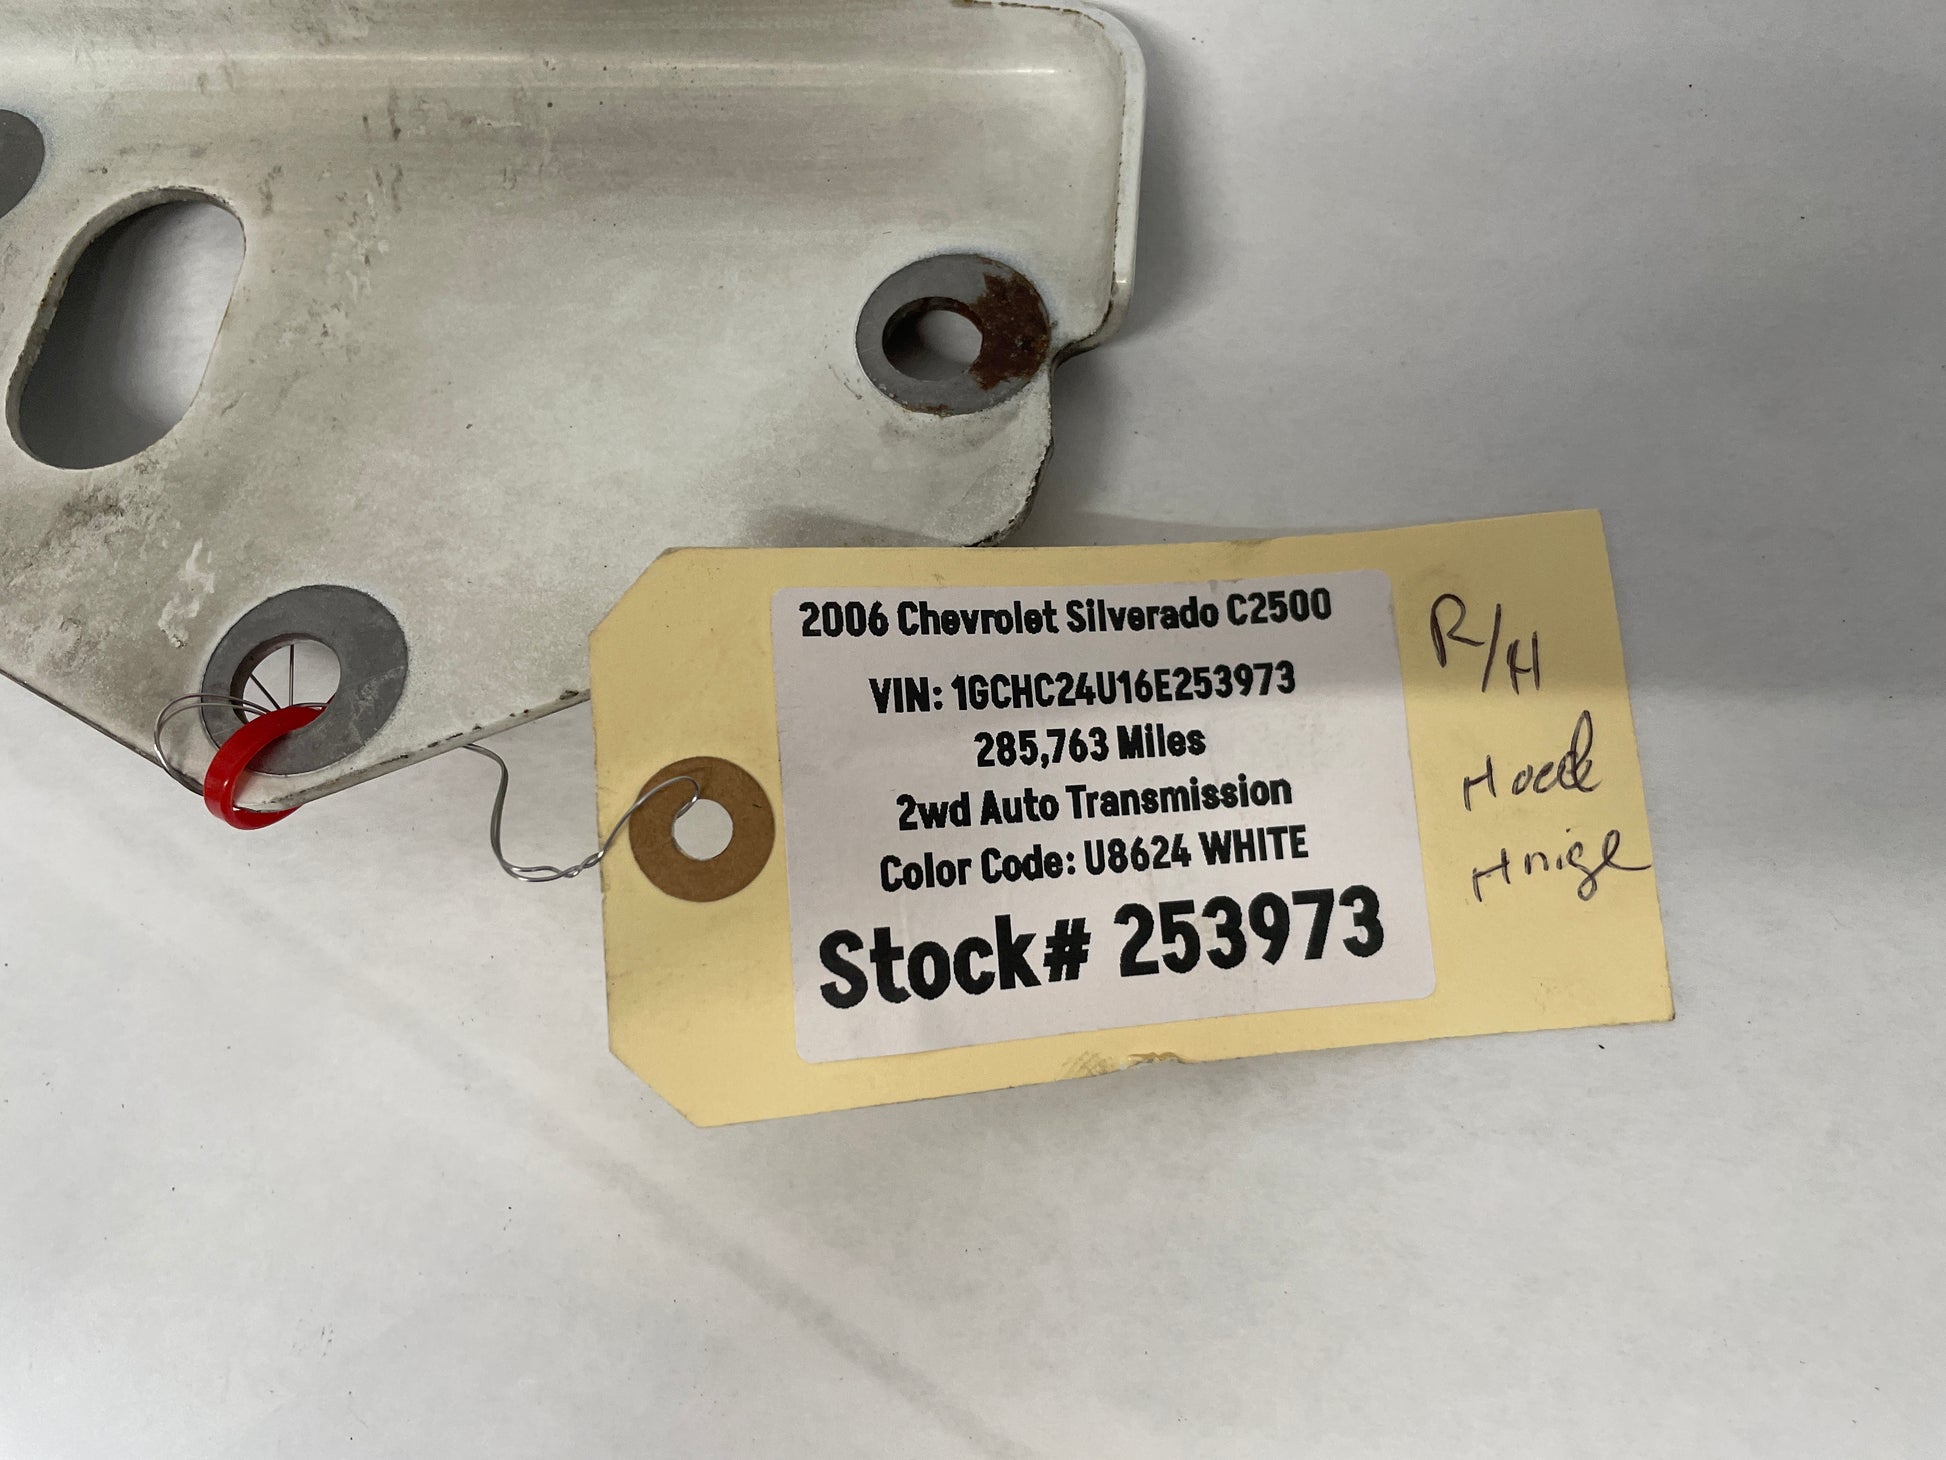 2006 Chevrolet Silverado C2500
VIN: 1GCHC24U16E253973
285,763 Miles
2wd Auto Transmission
Color Code: U8624 WHITE
Stock# 253973
R/H
Hood
Hnige